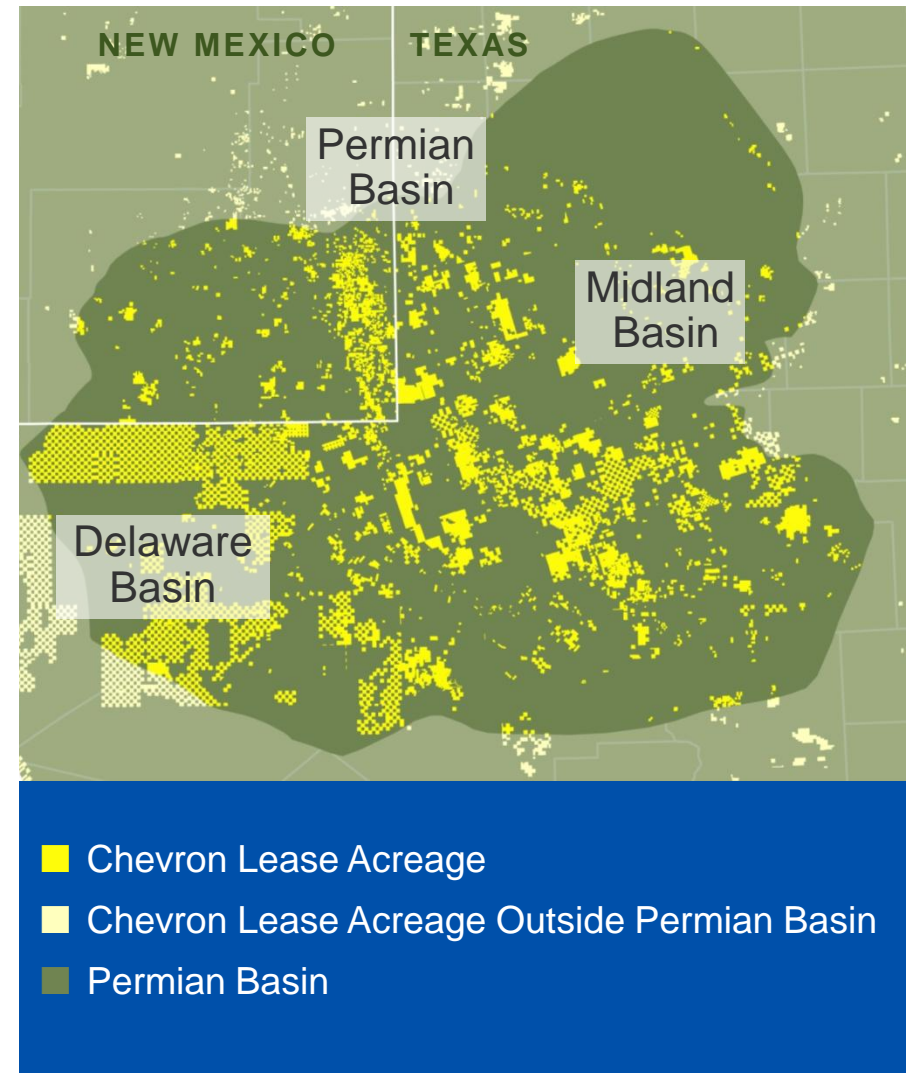 NEW MEXICO
TEXAS
Permian
Basin
Midland
Basin
Delaware
Basin
Chevron Lease Acreage
Chevron Lease Acreage Outside Permian Basin
Permian Basin